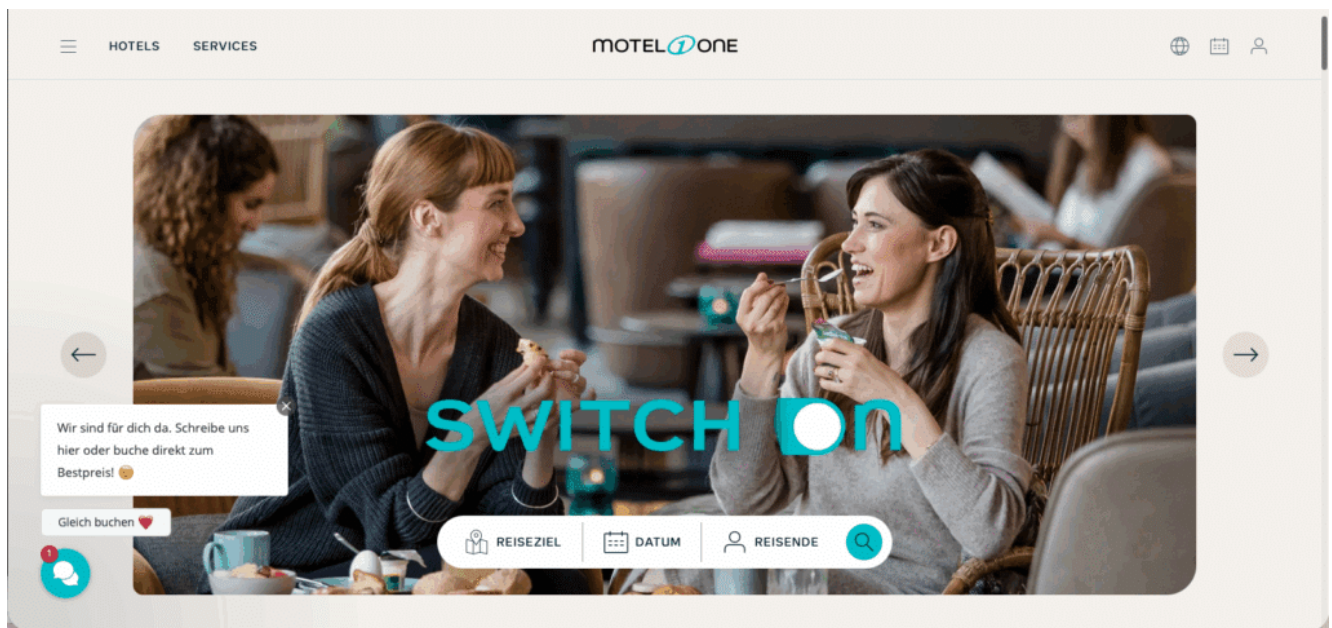 HOTELS SERVICES MOTEL ONE
SWITCH On
Wir sind für dich da. Schreibe uns
hier oder buche direkt zum
Bestpreis!
Gleich buchen
REISEZIEL DATUM REISENDE
1